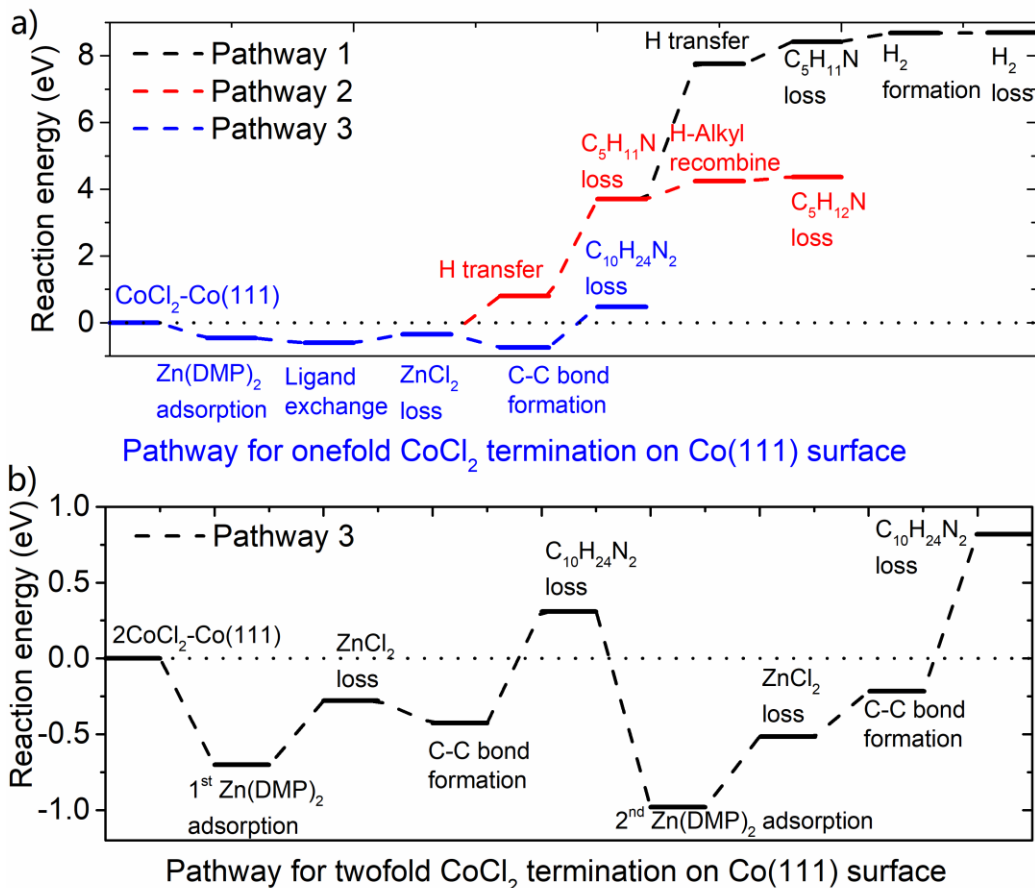 a)
Reaction energy (eV)
8
6
4
2
0
Pathway 1
Pathway 2
Pathway 3
H transfer
C₅H₁₁N
loss
H₂
formation
H₂
loss
C₅H₁₁N
loss
H-Alkyl
recombine
C₅H₁₂N
loss
H transfer
C₁₀H₂₄N₂
loss
CoCl₂-Co(111)
Zn(DMP)₂
adsorption
Ligand
exchange
ZnCl₂
loss
C-C bond
formation
Pathway for onefold CoCl₂ termination on Co(111) surface
b)
Reaction energy (eV)
1.0
0.5
0.0
-0.5
-1.0
Pathway 3
2CoCl₂-Co(111)
1ˢᵗ Zn(DMP)₂
adsorption
ZnCl₂
loss
C-C bond
formation
C₁₀H₂₄N₂
loss
2ⁿᵈ Zn(DMP)₂ adsorption
ZnCl₂
loss
C-C bond
formation
C₁₀H₂₄N₂
loss
Pathway for twofold CoCl₂ termination on Co(111) surface